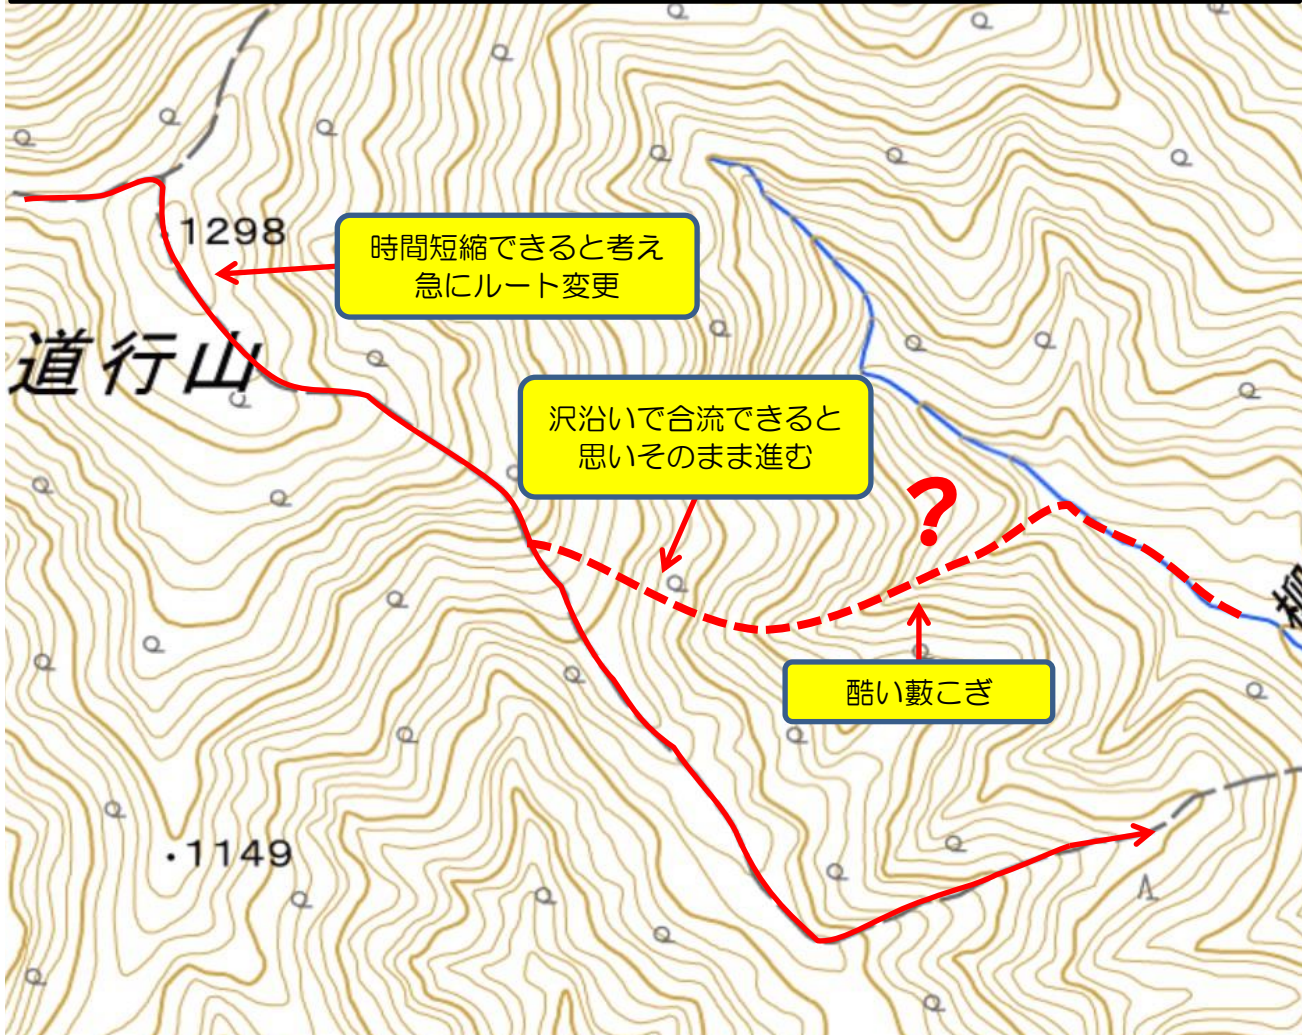 1298
時間短縮できると考え
急にルート変更
道行山
沢沿いで合流できると
思いそのまま進む
?
柳
酷い藪こぎ
・1149